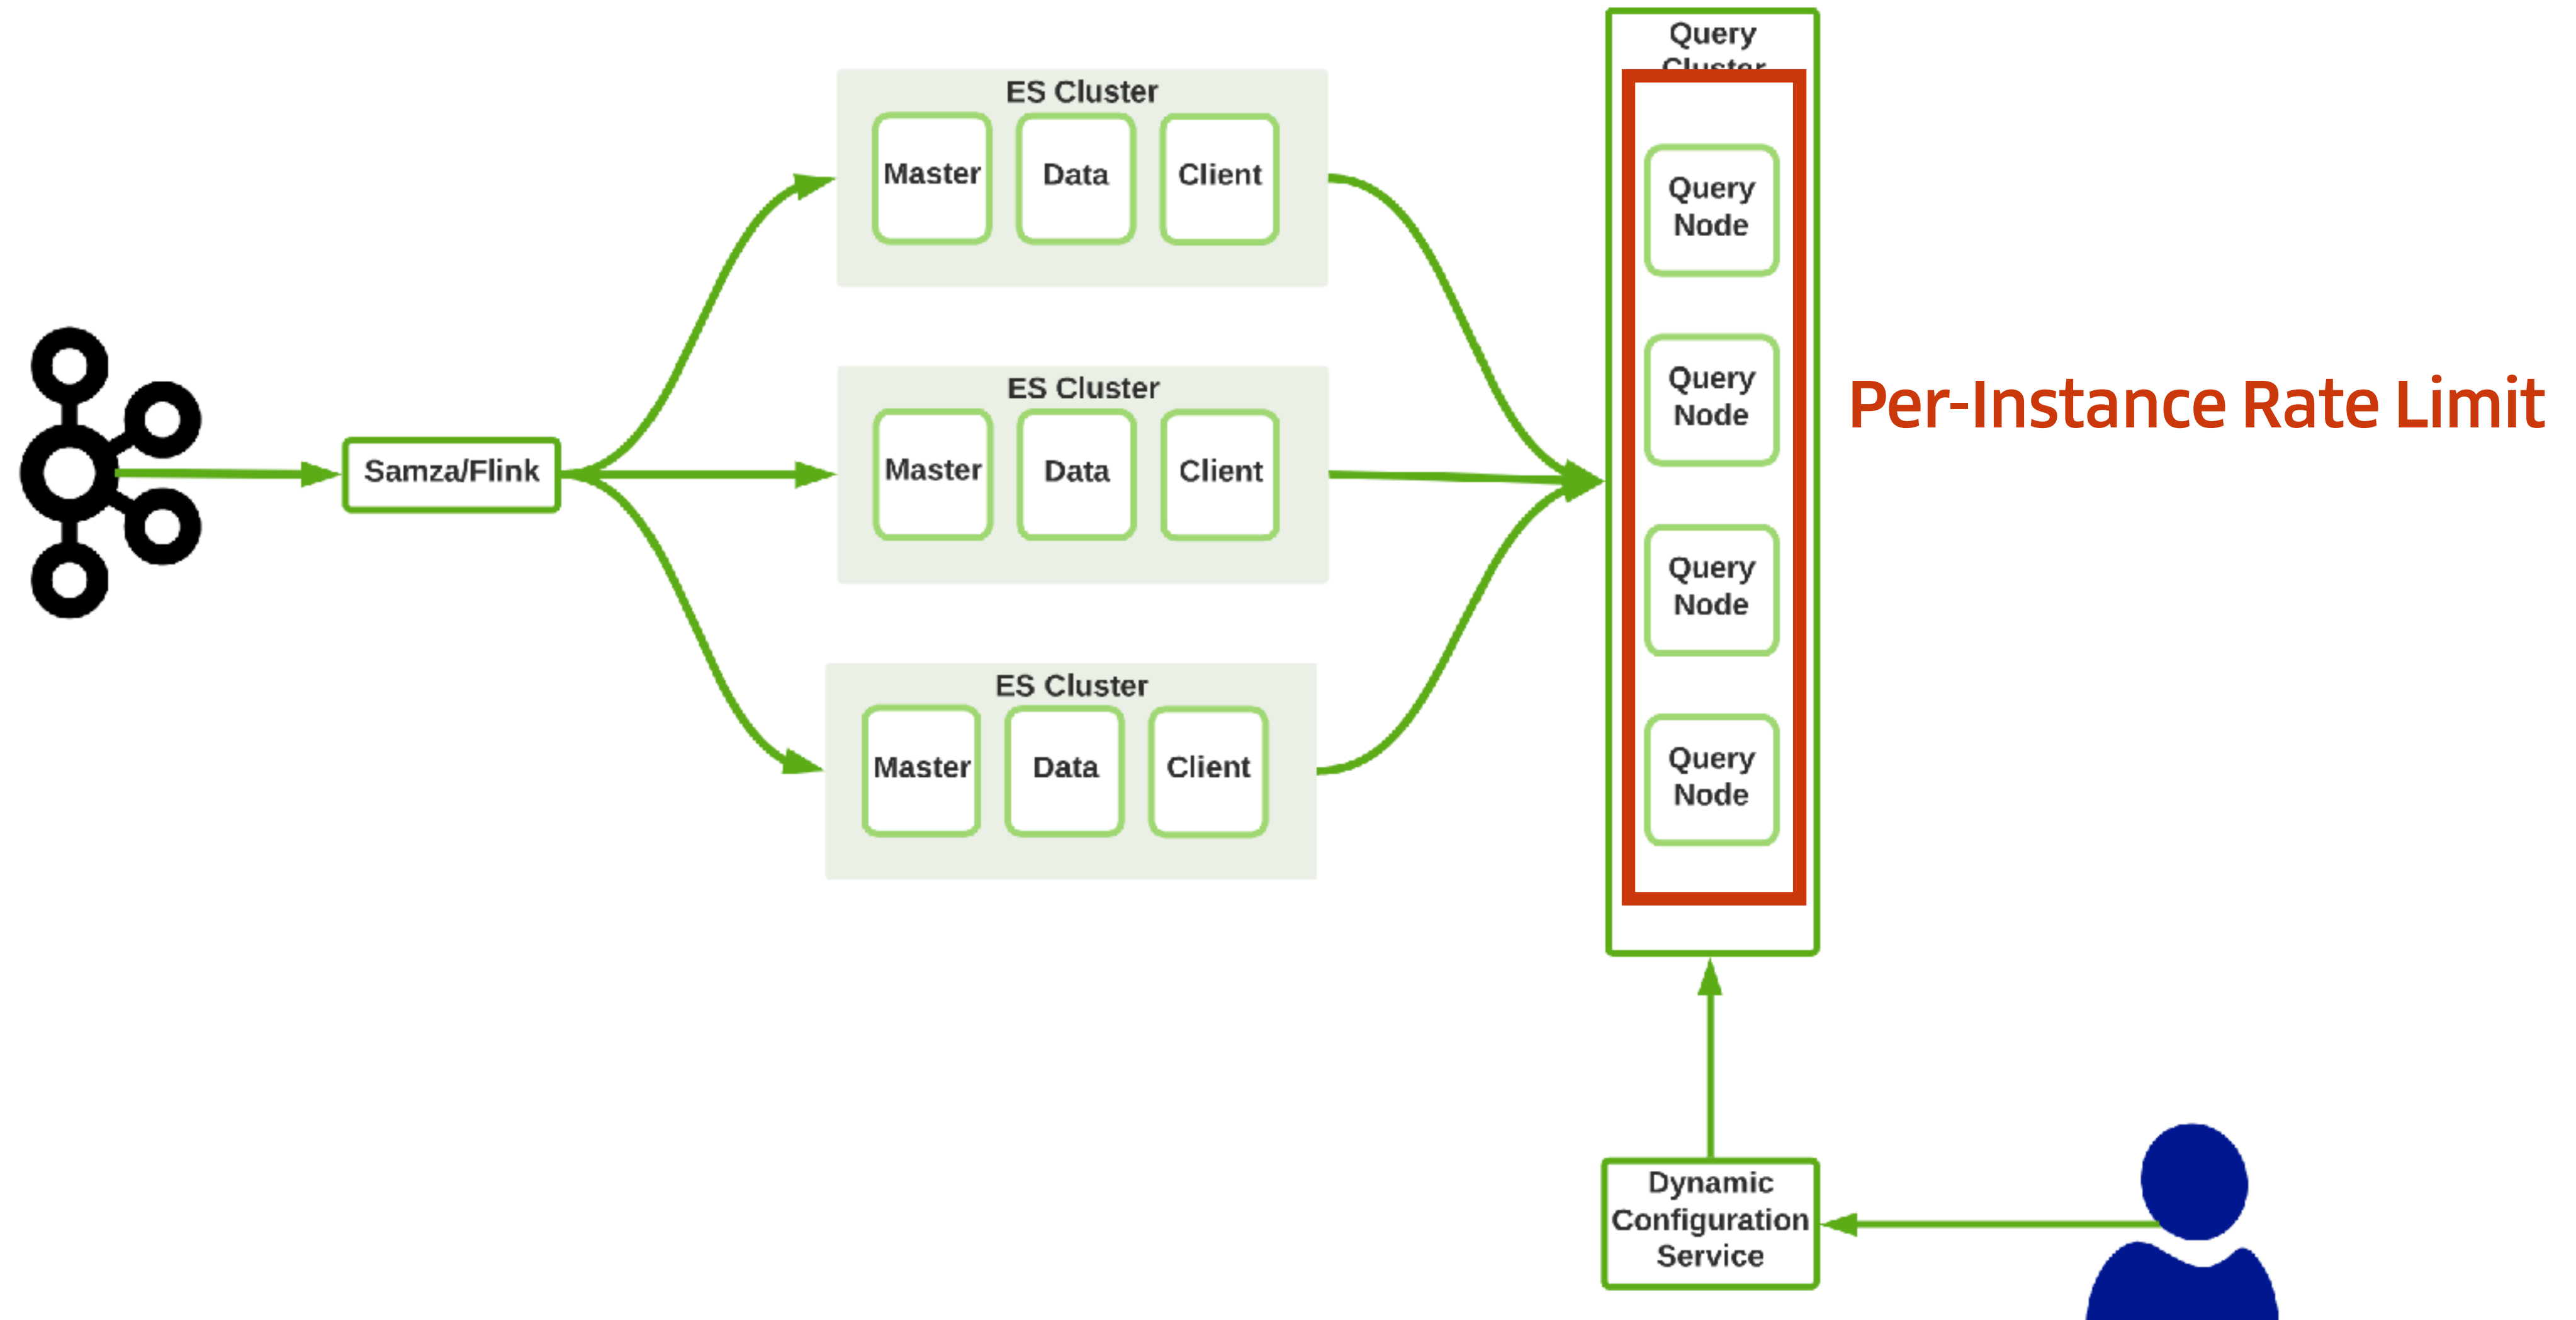 Query
Cluster
ES Cluster
Master
Data
Client
Query
Node
ES Cluster
Master
Data
Client
Query
Node
Per-Instance Rate Limit
Samza/Flink
Query
Node
ES Cluster
Master
Data
Client
Query
Node
Dynamic
Configuration
Service